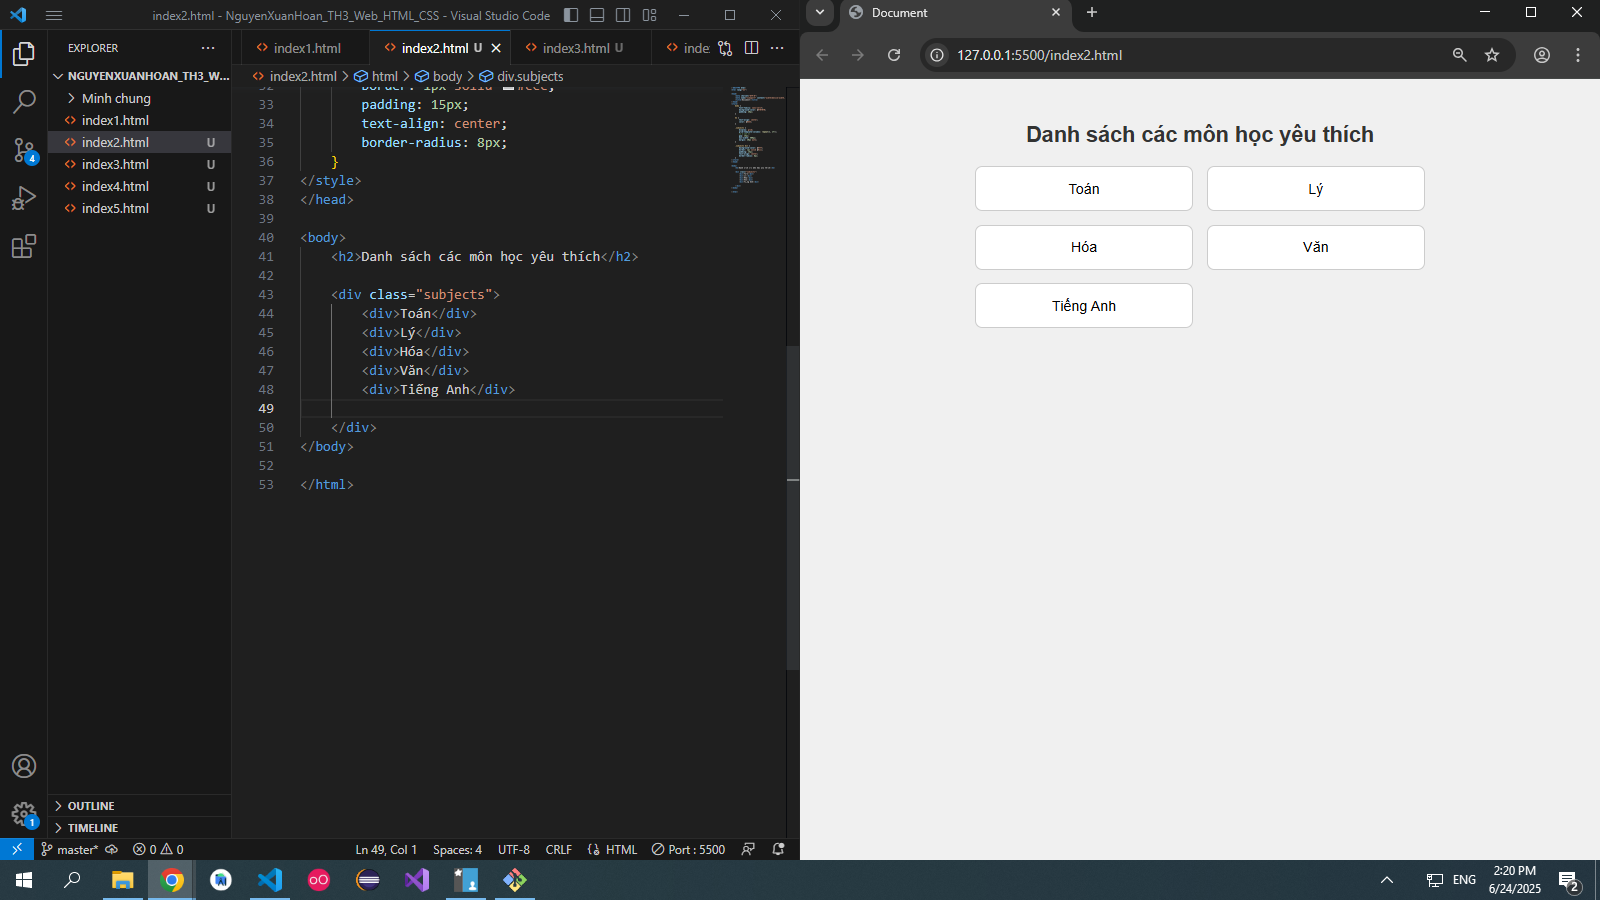 index2.html - NguyenXuanHoan_TH3_Web_HTML_CSS - Visual Studio Code
EXPLORER
NGUYENXUANHOAN_TH3_W...
Minh chung
index1.html
index2.html U
index3.html U
index4.html U
index5.html U
OUTLINE
TIMELINE
index1.html
index2.html U
index3.html U
index2.html > html > body > div.subjects
33 padding: 15px;
34 text-align: center;
35 border-radius: 8px;
36 }
37 </style>
38 </head>
39
40 <body>
41 <h2>Danh sách các môn học yêu thích</h2>
42
43 <div class="subjects">
44 <div>Toán</div>
45 <div>Lý</div>
46 <div>Hóa</div>
47 <div>Văn</div>
48 <div>Tiếng Anh</div>
49
50 </div>
51 </body>
52
53 </html>
4
1
master*
0
0
Ln 49, Col 1
Spaces: 4
UTF-8
CRLF
HTML
Port : 5500
Document
127.0.0.1:5500/index2.html
Danh sách các môn học yêu thích
Toán
Lý
Hóa
Văn
Tiếng Anh
ENG
2:20 PM
6/24/2025
2